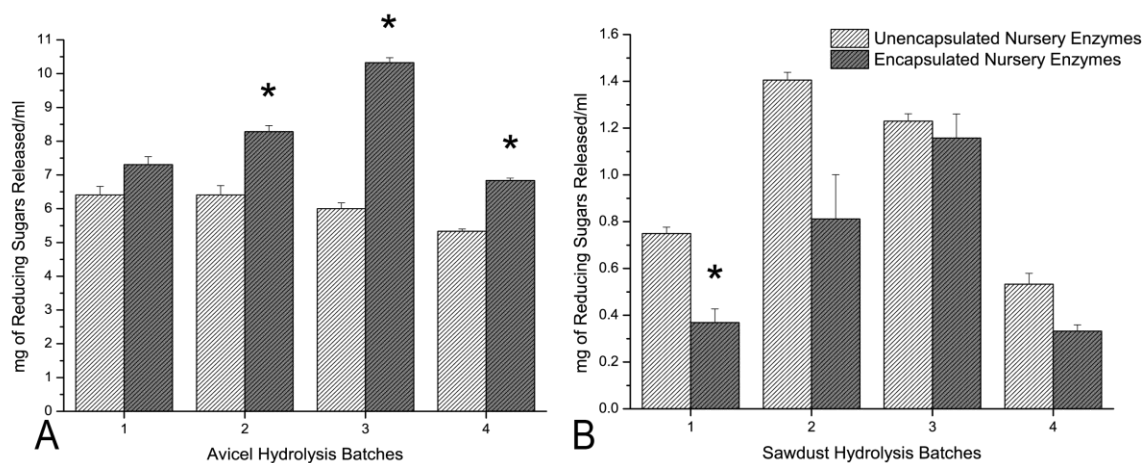 mg of Reducing Sugars Released/ml
11
10
9
8
7
6
5
4
3
2
1
0
*
*
*
1 2 3 4
Avicel Hydrolysis Batches
A
mg of Reducing Sugars Released/ml
1.6
1.4
1.2
1.0
0.8
0.6
0.4
0.2
0.0
Unencapsulated Nursery Enzymes
Encapsulated Nursery Enzymes
*
1 2 3 4
Sawdust Hydrolysis Batches
B